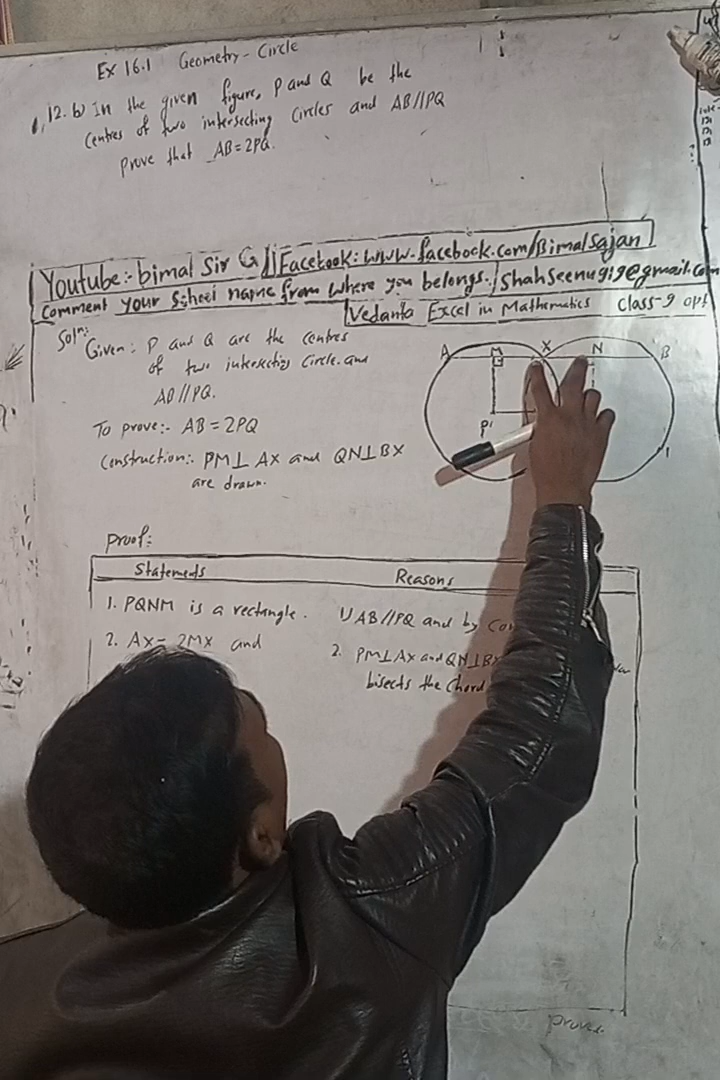 Ex 16.1 Geometry - Circle
12. b) In the given figure, P and Q be the
centres of two intersecting Circles and AB//PQ
prove that AB=2PQ.
Youtube:- bimal Sir G // Facebook: www.facebook.com/Bimalsajan
Comment your School name from where you belongs. / Shahseenugig@gmail.com
Vedanta Excel in Mathematics Class-9 opt
Soln:
Given: P and Q are the centres
of two intersecting Circle. and
AB//PQ.
A M X N B
P
To prove:- AB = 2PQ
Construction:- PM⊥AX and QN⊥BX
are drawn.
Proof:
Statements Reasons
1. PQNM is a rectangle. 1) AB//PQ and by
2. AX= 2MX and 2. PM⊥AX and QN⊥BX
bisects the Chord
prove